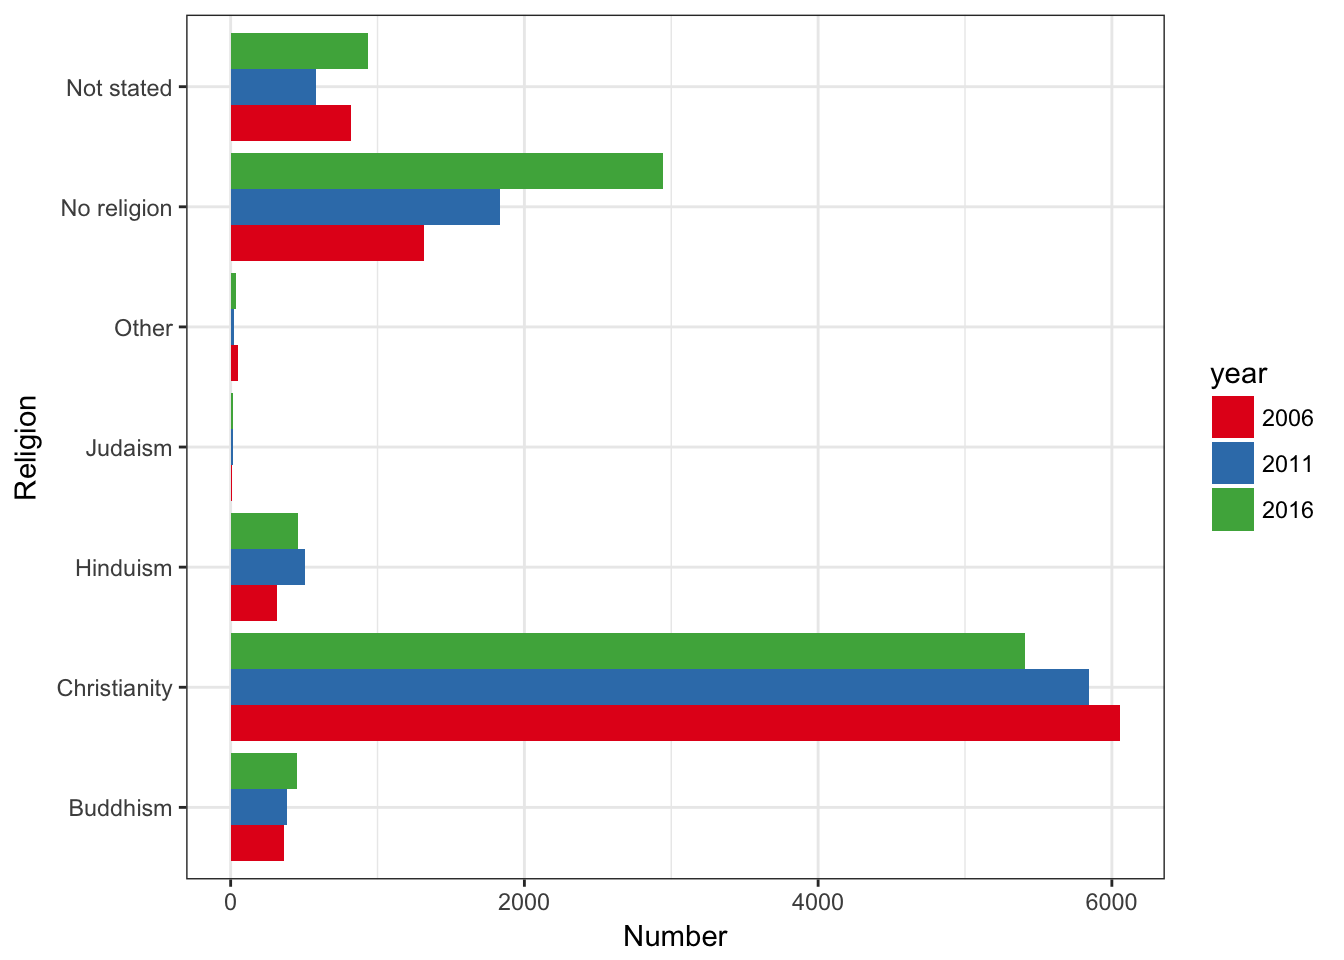 Not stated
No religion
Other
Judaism
Hinduism
Christianity
Buddhism
Religion
0 2000 4000 6000
Number
year
2006
2011
2016